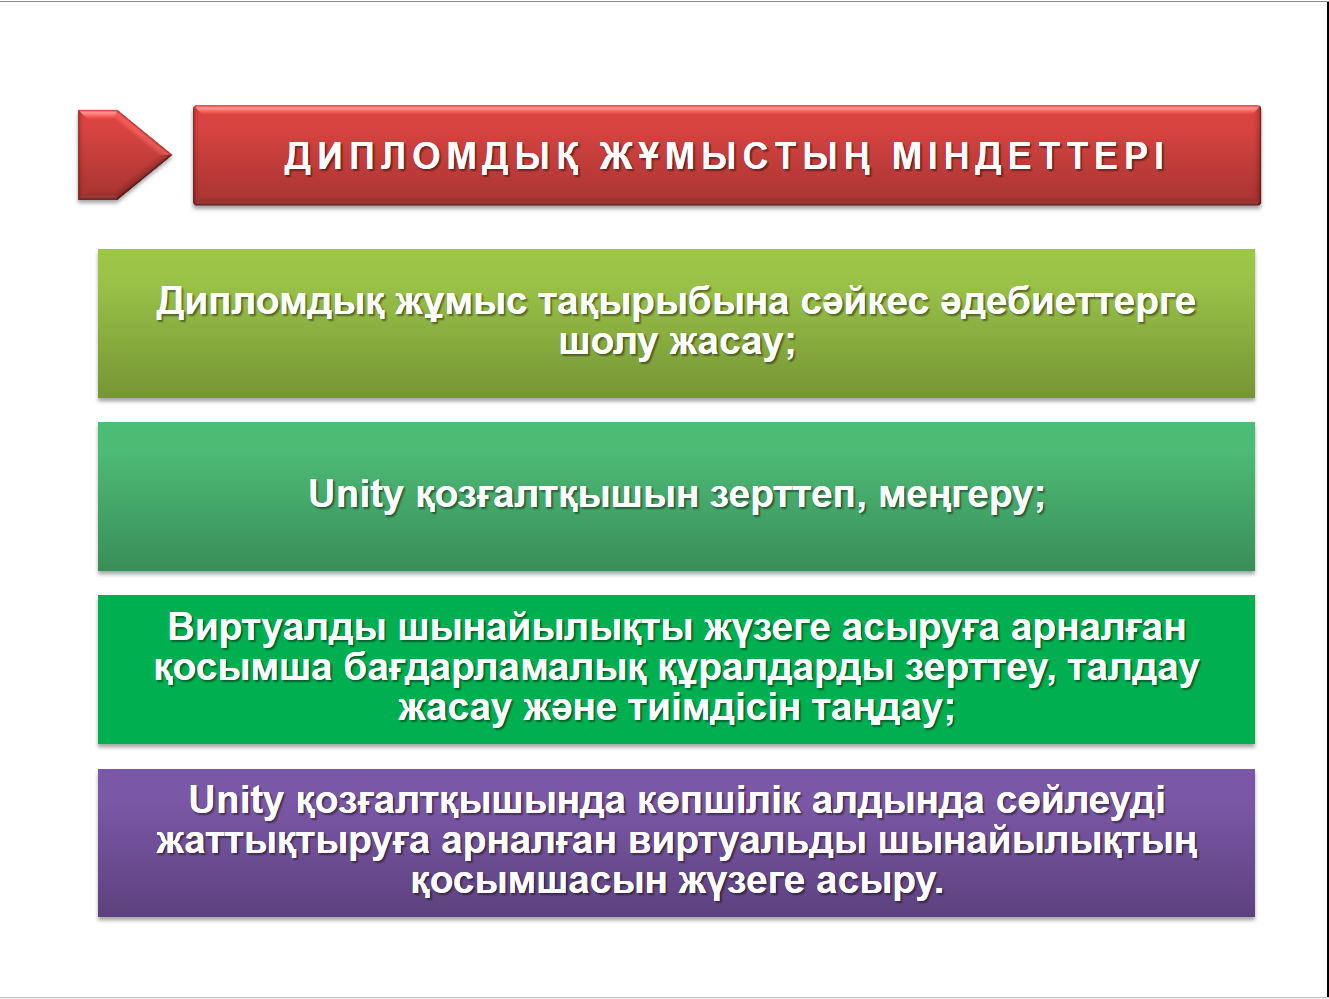 ДИПЛОМДЫҚ ЖҰМЫСТЫҢ МІНДЕТТЕРІ
Дипломдық жұмыс тақырыбына сәйкес әдебиеттерге
шолу жасау;
Unity қозғалтқышын зерттеп, меңгеру;
Виртуалды шынайылықты жүзеге асыруға арналған
қосымша бағдарламалық құралдарды зерттеу, талдау
жасау және тиімдісін таңдау;
Unity қозғалтқышында көпшілік алдында сөйлеуді
жаттықтыруға арналған виртуальды шынайылықтың
қосымшасын жүзеге асыру.